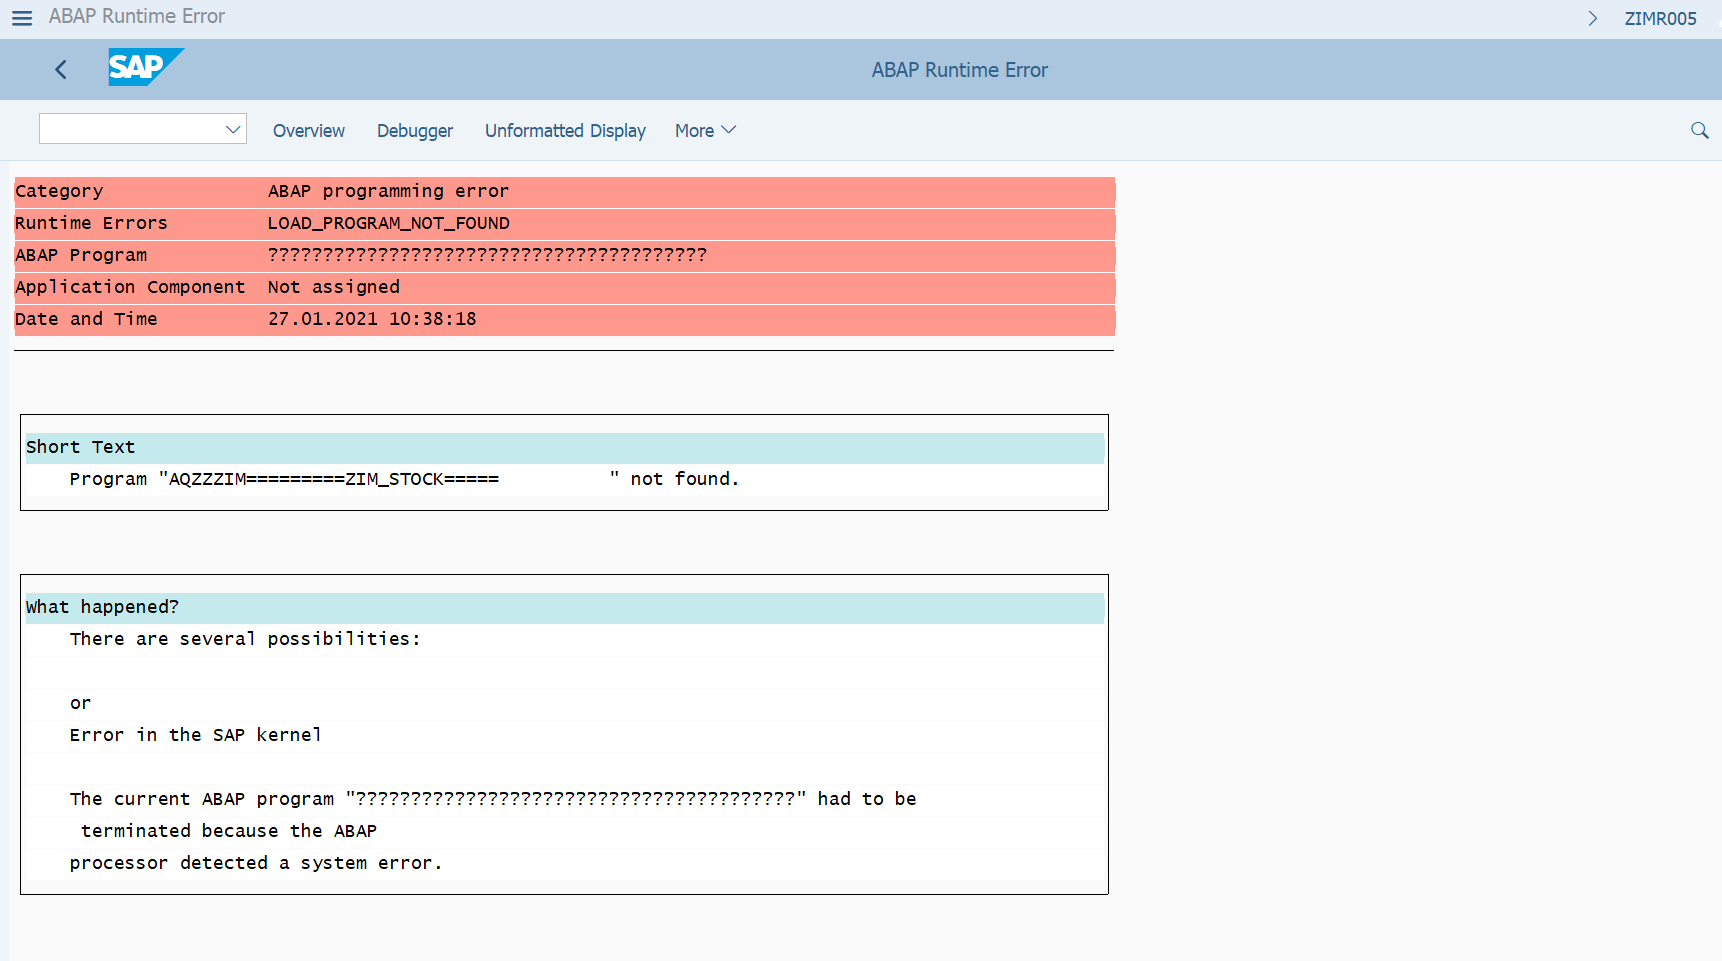 ABAP Runtime Error
ZIMR005
SAP
ABAP Runtime Error
Overview Debugger Unformatted Display More
Category ABAP programming error
Runtime Errors LOAD_PROGRAM_NOT_FOUND
ABAP Program ????????????????????????????????????????
Application Component Not assigned
Date and Time 27.01.2021 10:38:18
Short Text
Program "AQZZZIM=========ZIM_STOCK=====          " not found.
What happened?
There are several possibilities:
or
Error in the SAP kernel
The current ABAP program "????????????????????????????????????????" had to be
terminated because the ABAP
processor detected a system error.